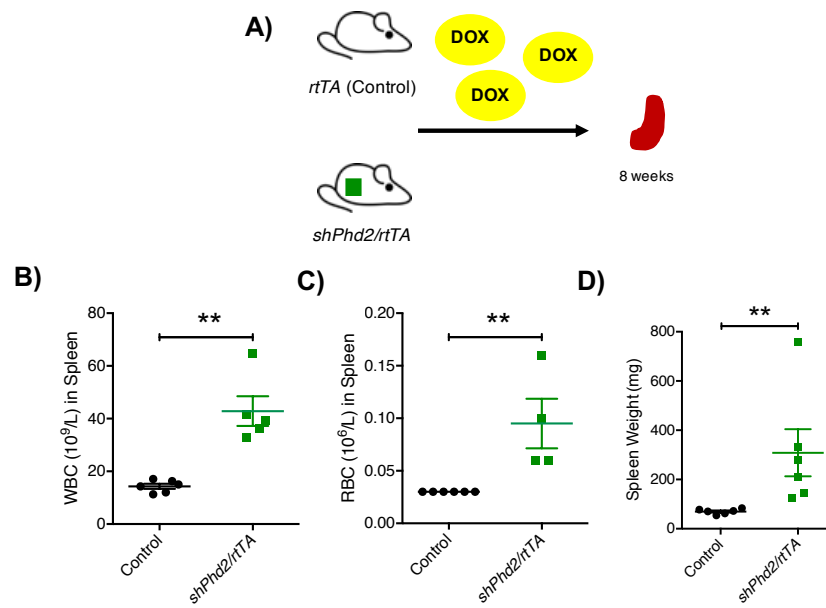 A)
DOX
DOX
DOX
rtTA (Control)
shPhd2/rtTA
8 weeks
B)
WBC (10⁹/L) in Spleen
80
60
40
20
0
**
Control
shPhd2/rtTA
C)
RBC (10⁶/L) in Spleen
0.20
0.15
0.10
0.05
0.00
**
Control
shPhd2/rtTA
D)
Spleen Weight (mg)
800
600
400
200
0
**
Control
shPhd2/rtTA